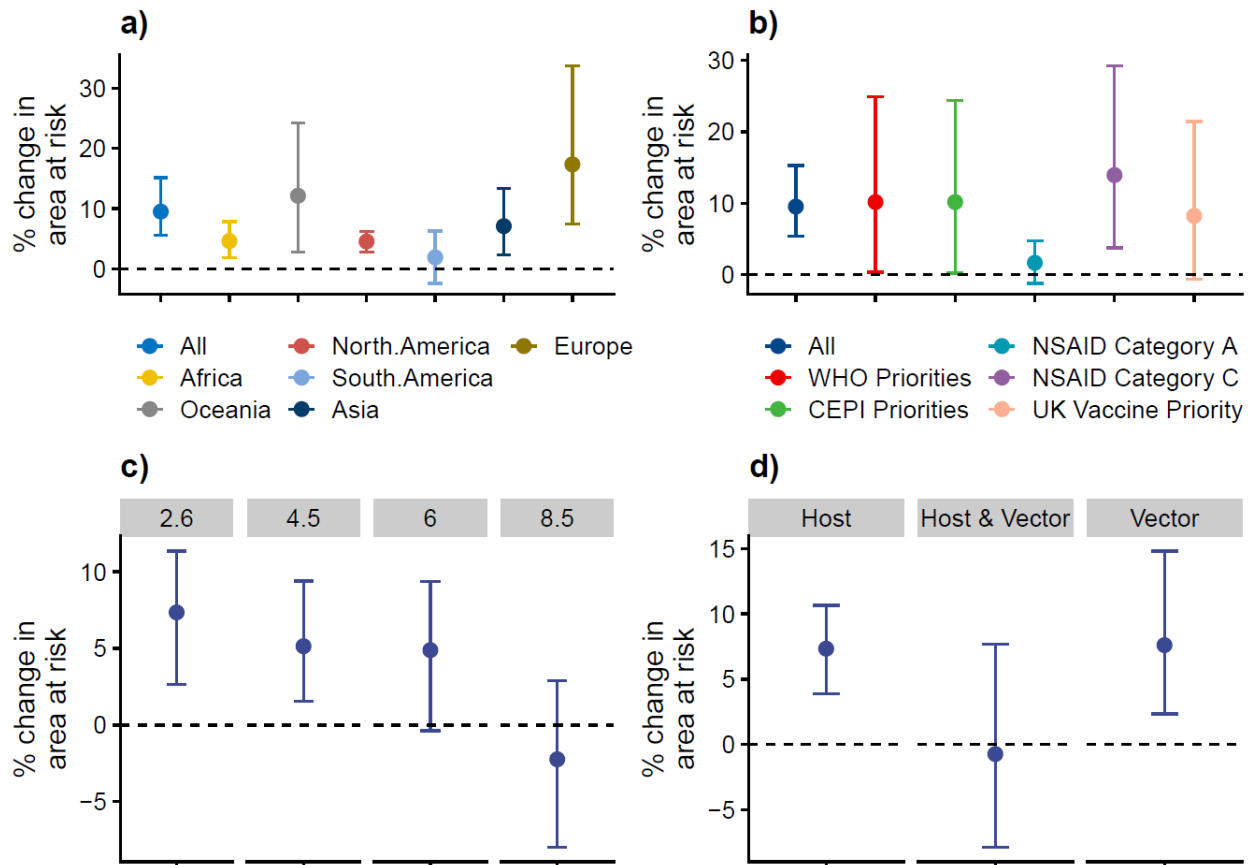 a)
% change in
area at risk
30
20
10
0
All
Africa
Oceania
North.America
South.America
Asia
Europe
b)
% change in
area at risk
30
20
10
0
All
WHO Priorities
CEPI Priorities
NSAID Category A
NSAID Category C
UK Vaccine Priority
c)
2.6
4.5
6
8.5
% change in
area at risk
10
5
0
−5
d)
Host
Host & Vector
Vector
% change in
area at risk
15
10
5
0
−5